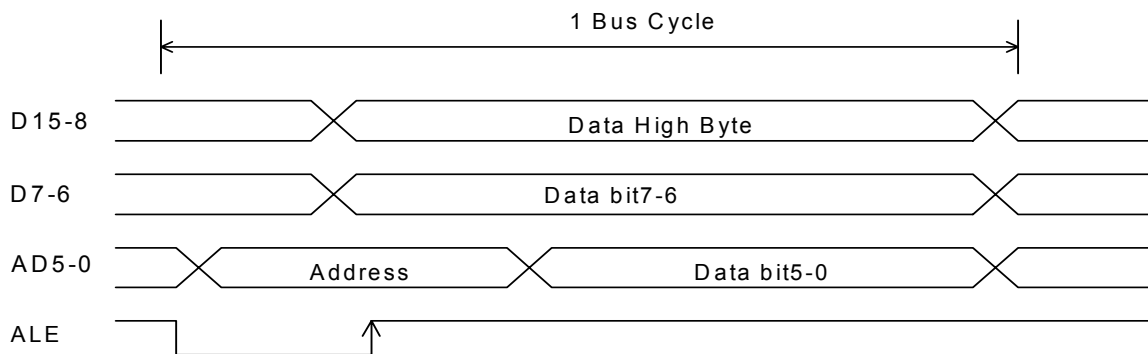 1 Bus Cycle
D15-8 Data High Byte
D7-6 Data bit7-6
AD5-0 Address Data bit5-0
ALE